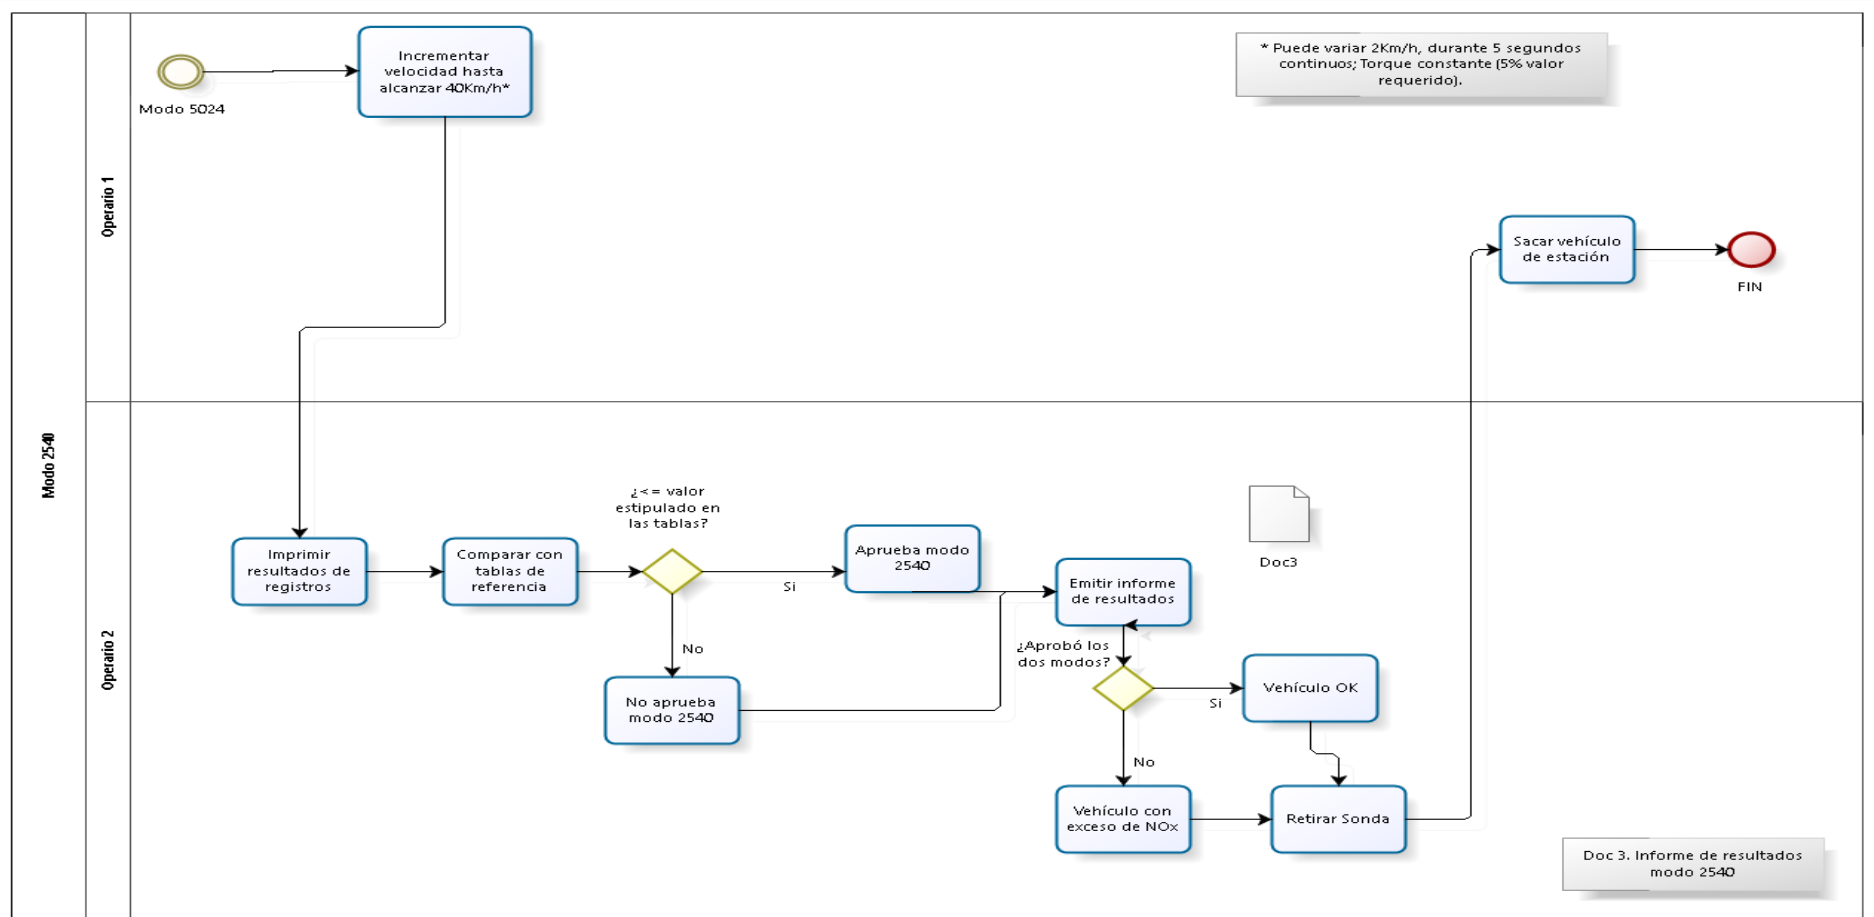 Modo 2540
Operario 1
Modo 5024
Incrementar
velocidad hasta
alcanzar 40Km/h*
* Puede variar 2Km/h, durante 5 segundos
continuos; Torque constante (5% valor
requerido).
Sacar vehículo
de estación
FIN
Operario 2
Imprimir
resultados de
registros
Comparar con
tablas de
referencia
¿<= valor
estipulado en
las tablas?
Si
No
Aprueba modo
2540
No aprueba
modo 2540
Emitir informe
de resultados
Doc3
¿Aprobó los
dos modos?
Si
No
Vehículo OK
Vehículo con
exceso de NOx
Retirar Sonda
Doc 3. Informe de resultados
modo 2540